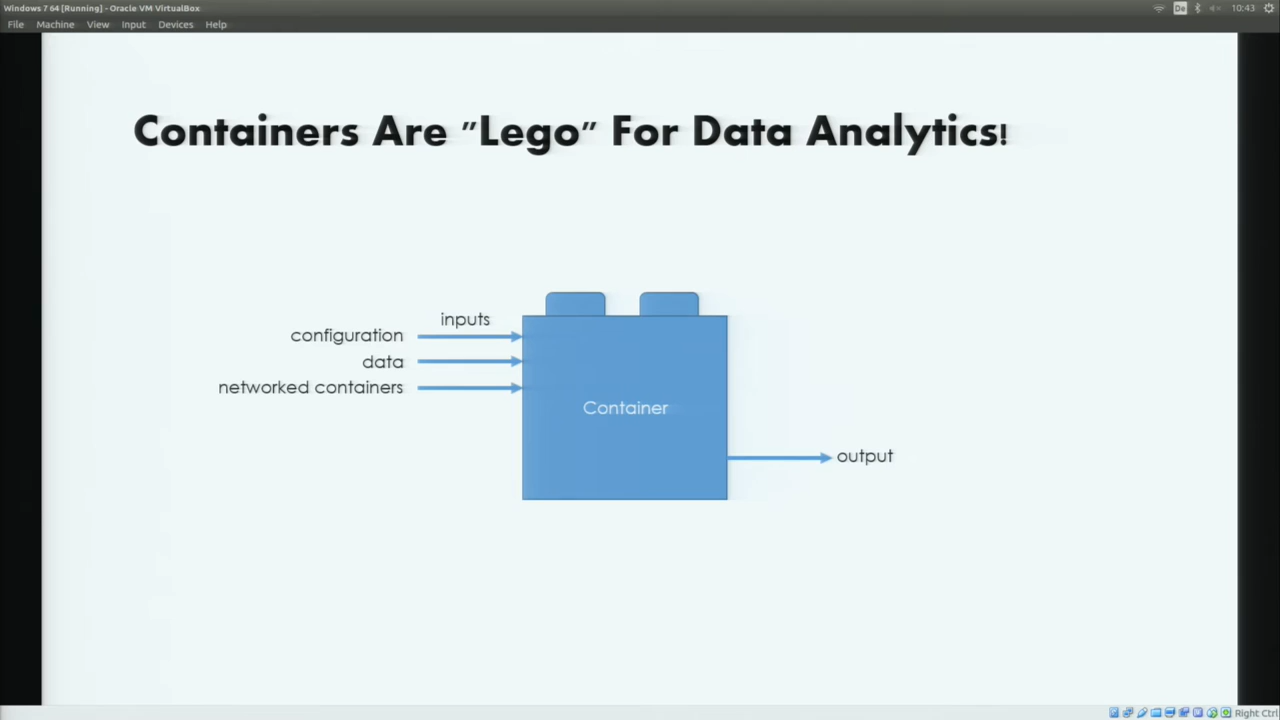 Windows 7 64 [Running] - Oracle VM VirtualBox
De
10:43
File Machine View Input Devices Help
Containers Are "Lego" For Data Analytics!
inputs
configuration
data
networked containers
Container
output
Right Ctrl